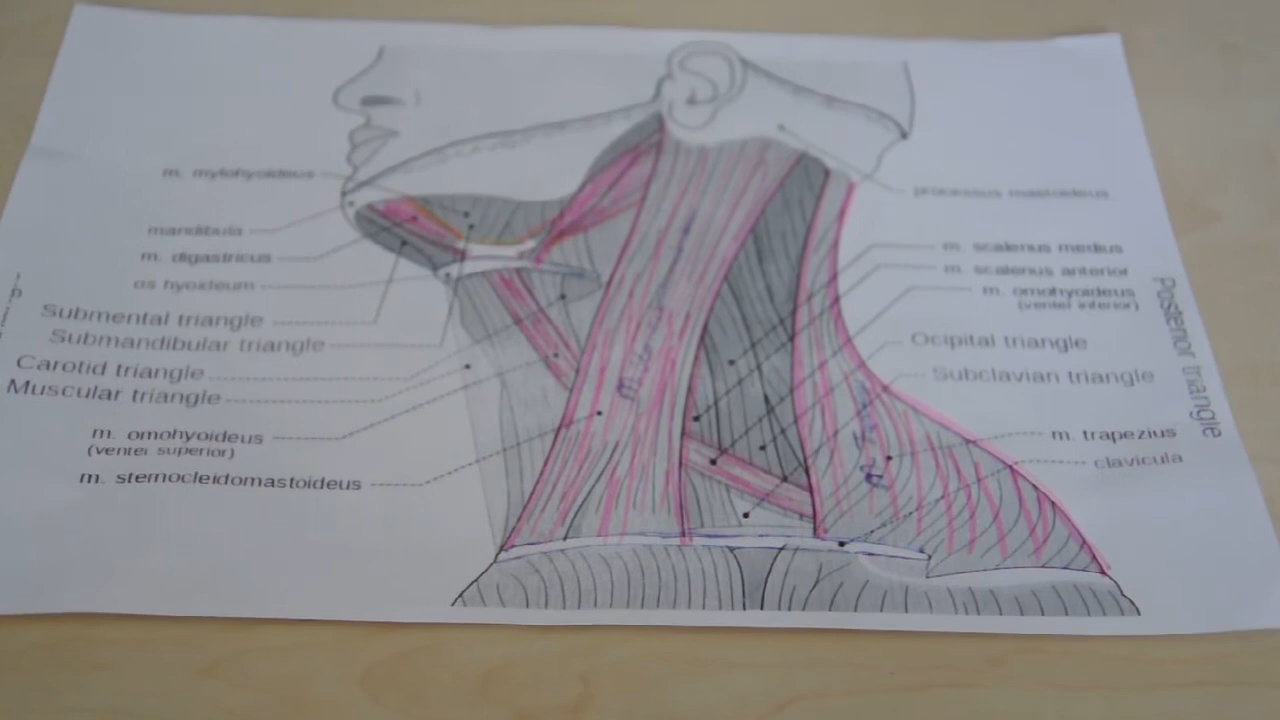 m. mylohyoideus
mandibula
m. digastricus
os hyoideum
Submental triangle
Submandibular triangle
Carotid triangle
Muscular triangle
m. omohyoideus
(venter superior)
m. sternocleidomastoideus
processus mastoideus
m. scalenus medius
m. scalenus anterior
m. omohyoideus
(venter inferior)
Ocipital triangle
Subclavian triangle
m. trapezius
clavicula
Posterior triangle